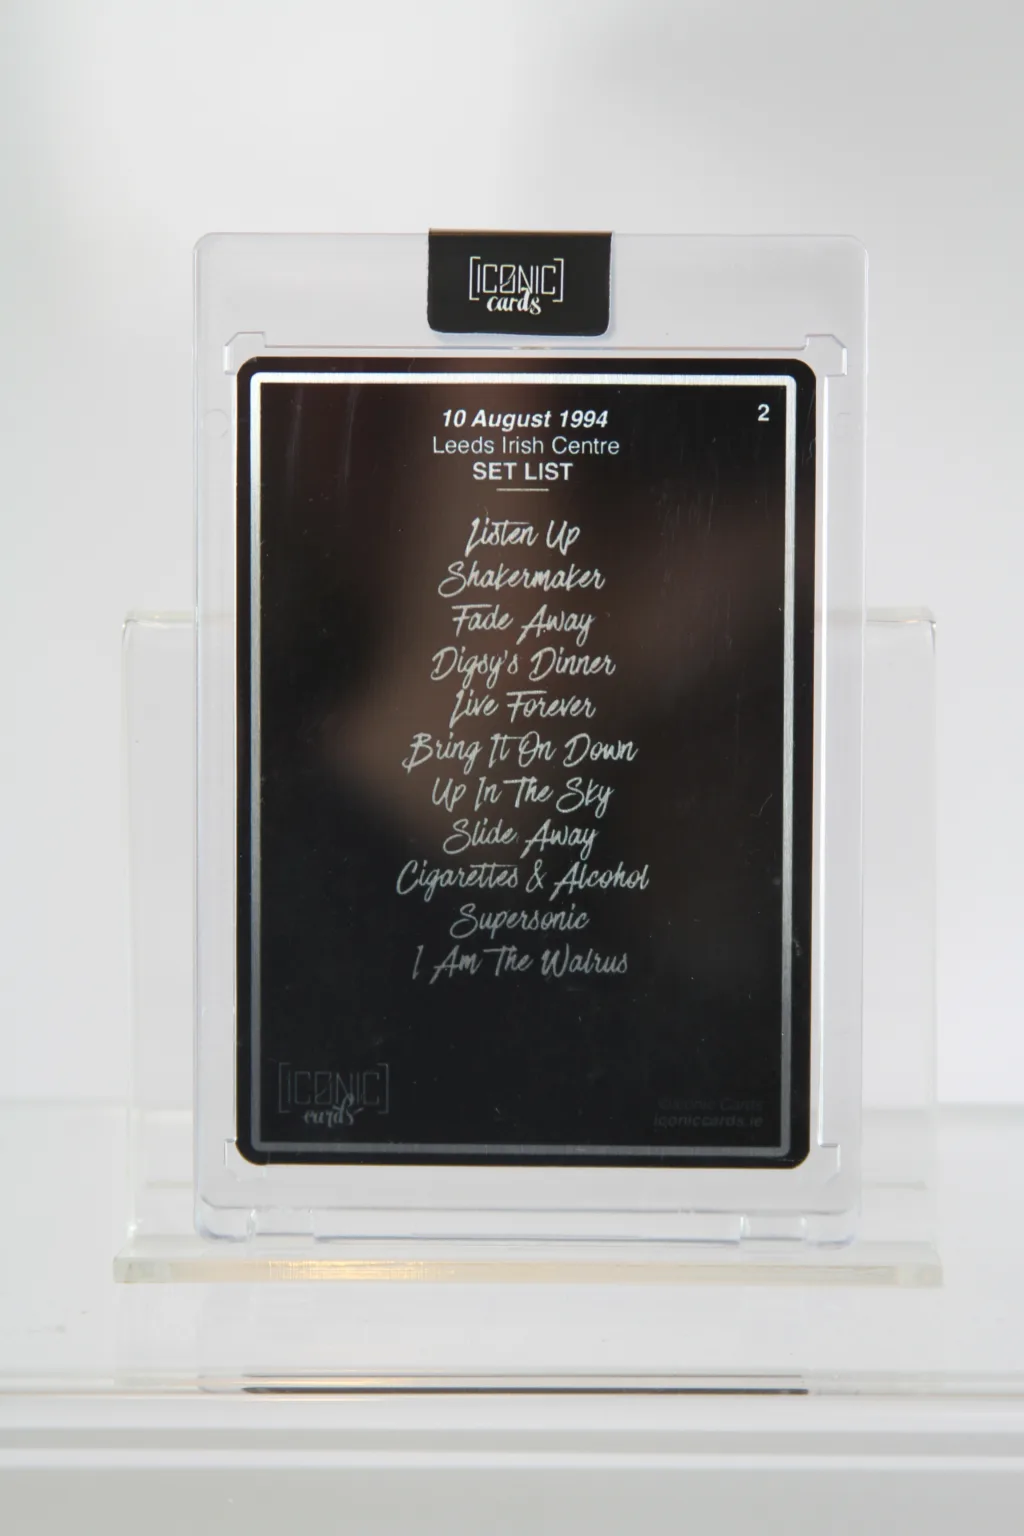 [ICONIC]
cards
10 August 1994
2
Leeds Irish Centre
SET LIST
Listen Up
Shakermaker
Fade Away
Digsy's Dinner
Live Forever
Bring It On Down
Up In The Sky
Slide Away
Cigarettes & Alcohol
Supersonic
I Am The Walrus
[ICONIC]
cards
©Iconic Cards
iconiccards.ie